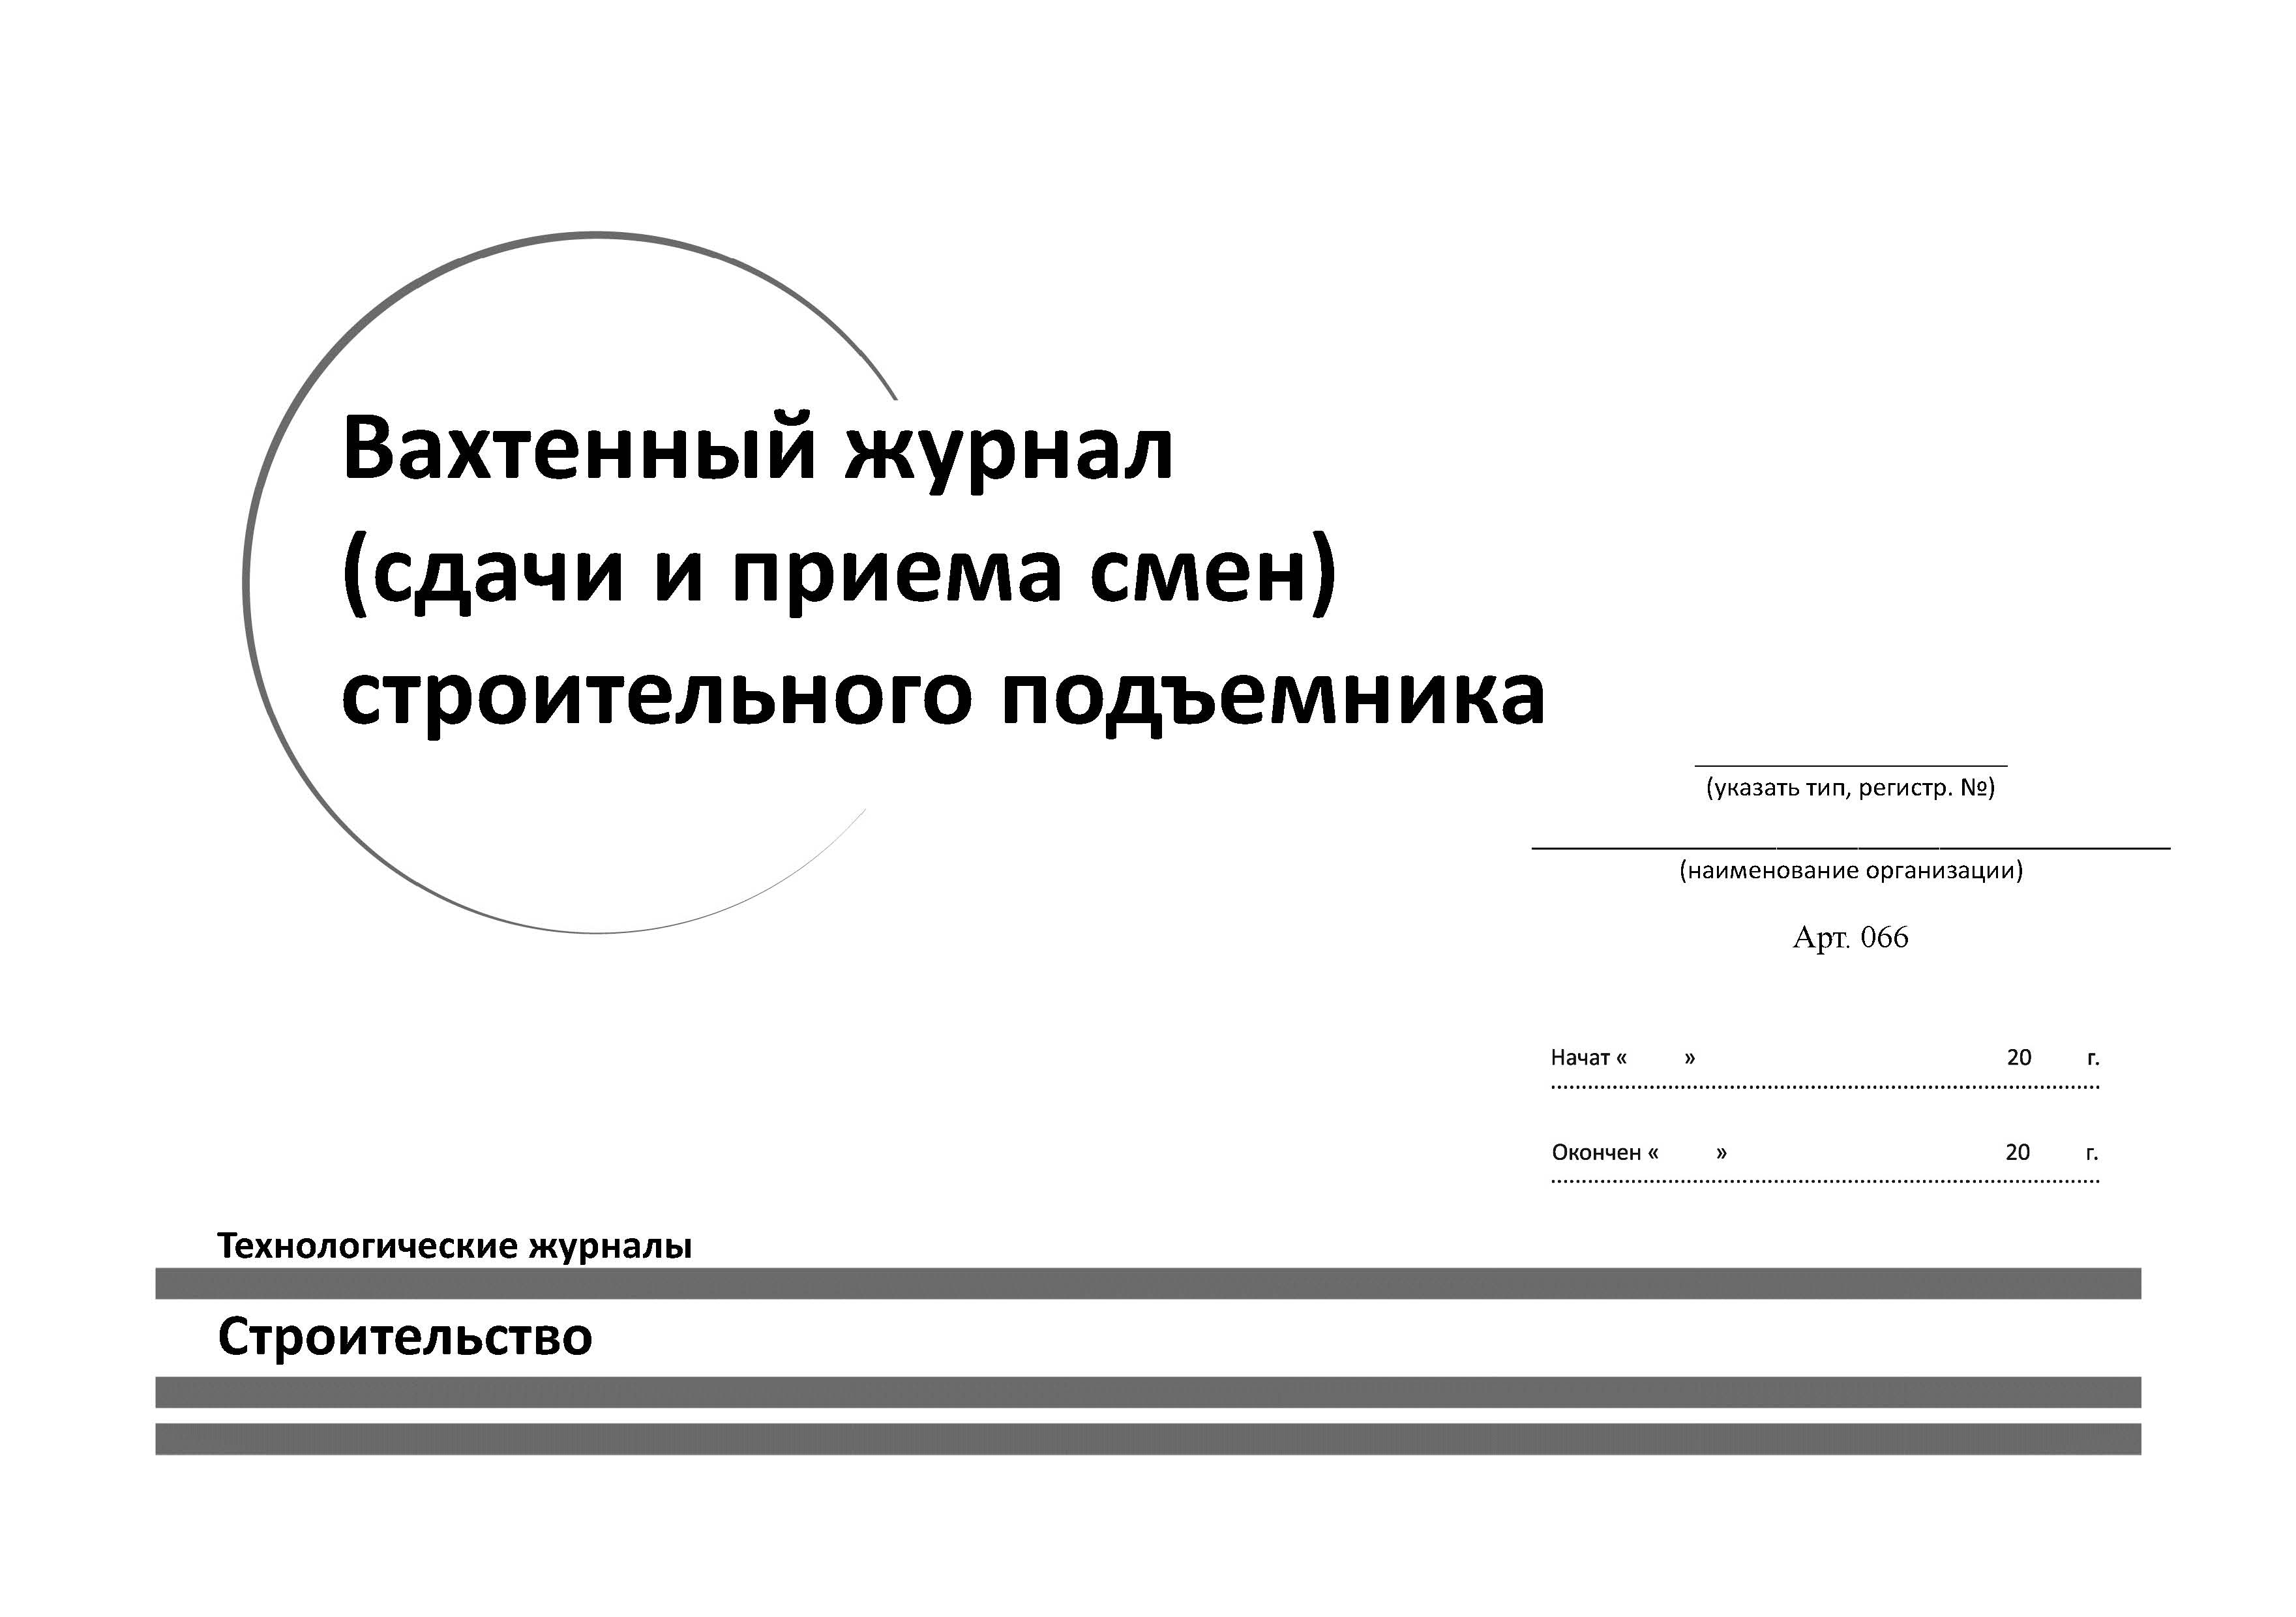 Вахтенный журнал
(сдачи и приема смен)
строительного подъемника
(указать тип, регистр. №)
(наименование организации)
Арт. 066
Начат « » 20 г.
Окончен « » 20 г.
Технологические журналы
Строительство